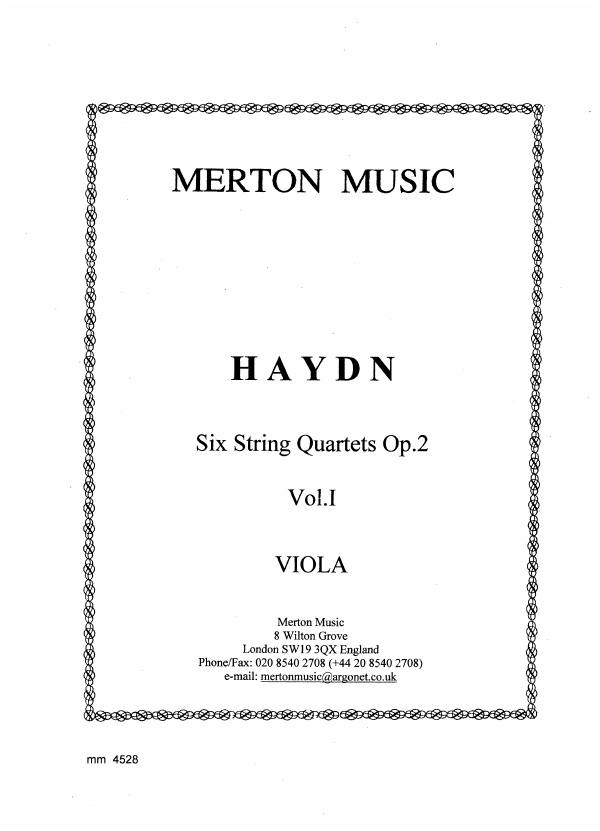 MERTON MUSIC
HAYDN
Six String Quartets Op.2
Vol.I
VIOLA
Merton Music
8 Wilton Grove
London SW19 3QX England
Phone/Fax: 020 8540 2708 (+44 20 8540 2708)
e-mail: mertonmusic@argonet.co.uk
mm 4528